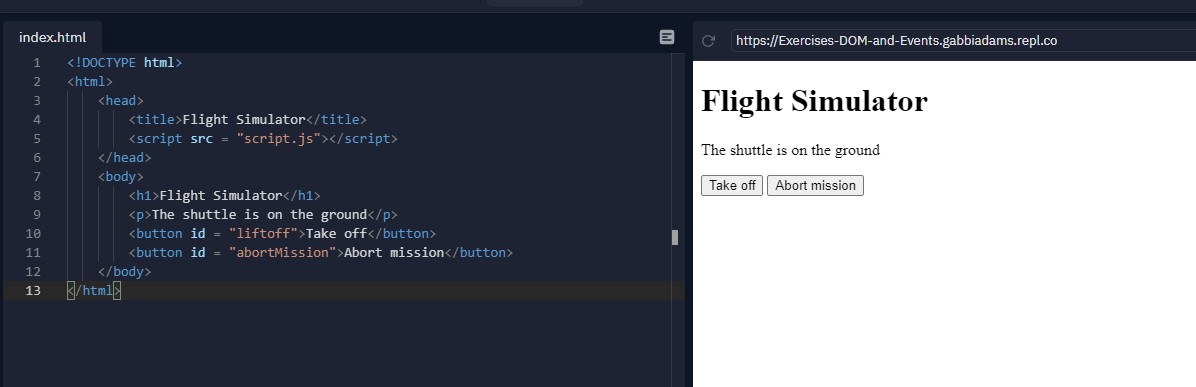 index.html
1 <!DOCTYPE html>
2 <html>
3 <head>
4 <title>Flight Simulator</title>
5 <script src = "script.js"></script>
6 </head>
7 <body>
8 <h1>Flight Simulator</h1>
9 <p>The shuttle is on the ground</p>
10 <button id = "liftoff">Take off</button>
11 <button id = "abortMission">Abort mission</button>
12 </body>
13 </html>
https://Exercises-DOM-and-Events.gabbiadams.repl.co
Flight Simulator
The shuttle is on the ground
Take off Abort mission